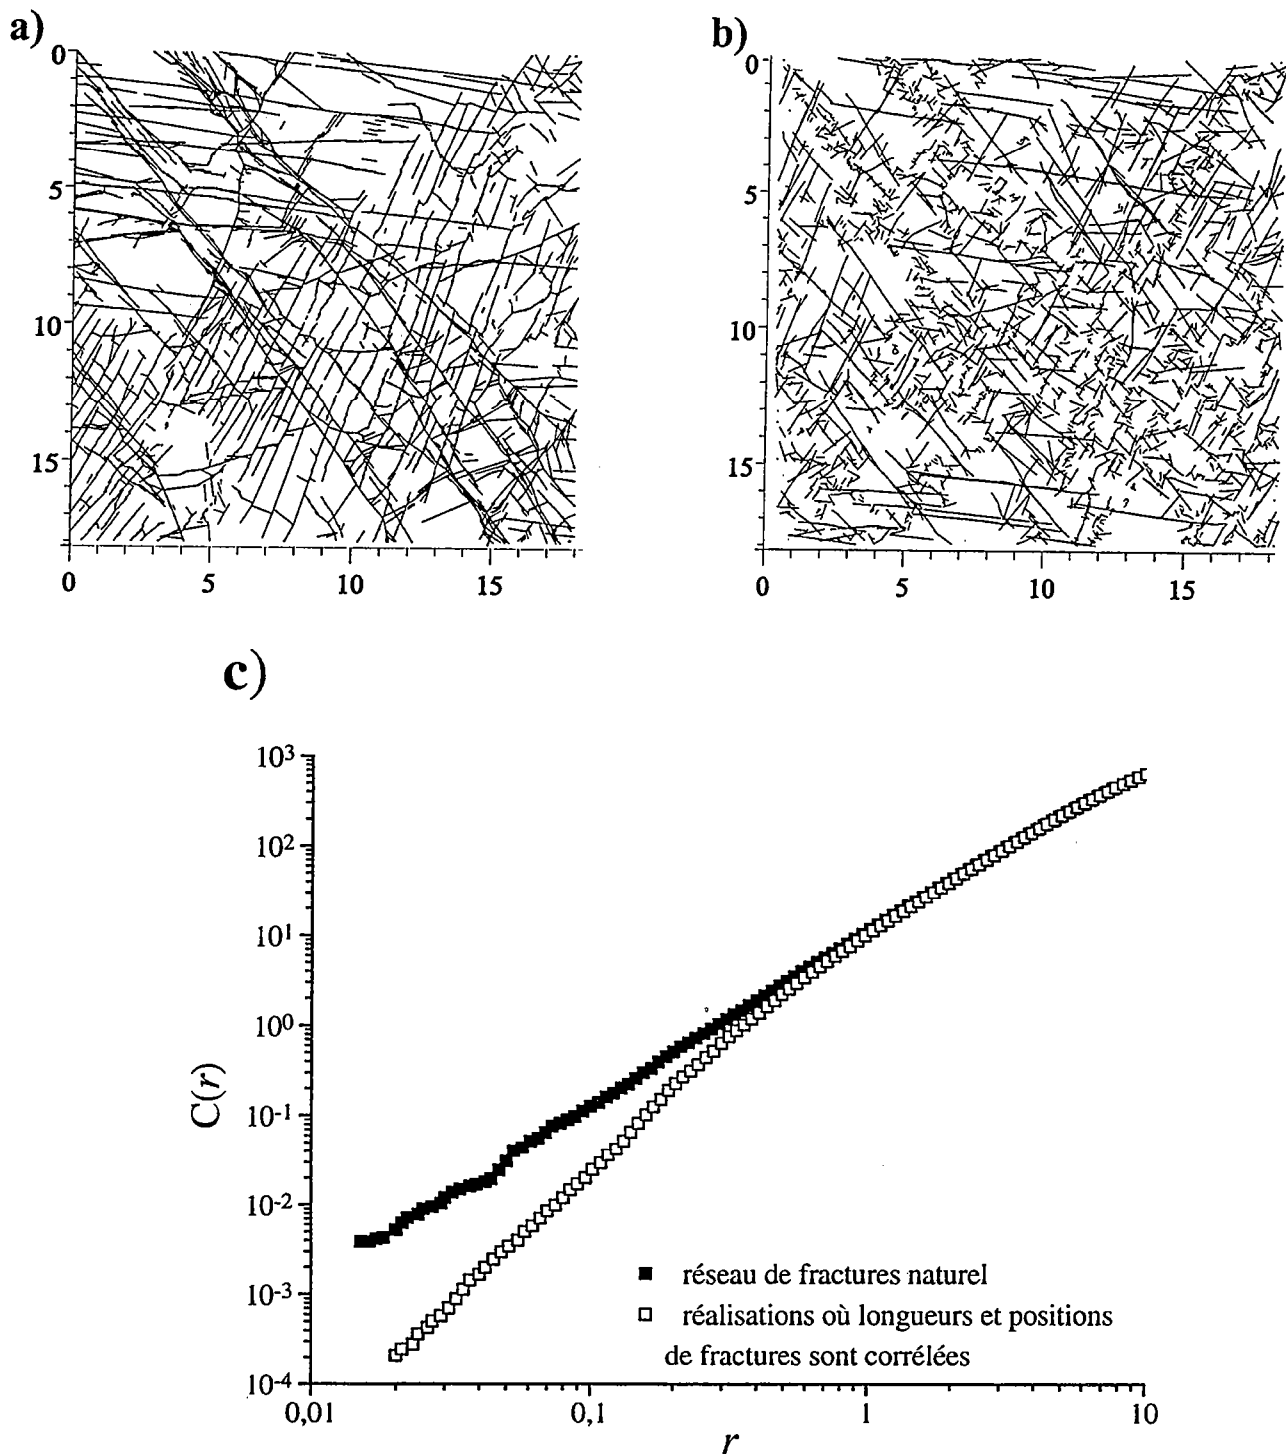 a)
b)
0
5
10
15
0 5 10 15
0
5
10
15
0 5 10 15
c)
10³
10²
10¹
10⁰
10⁻¹
10⁻²
10⁻³
10⁻⁴
C(r)
■ réseau de fractures naturel
□ réalisations où longueurs et positions
de fractures sont corrélées
0,01 0,1 1 10
r